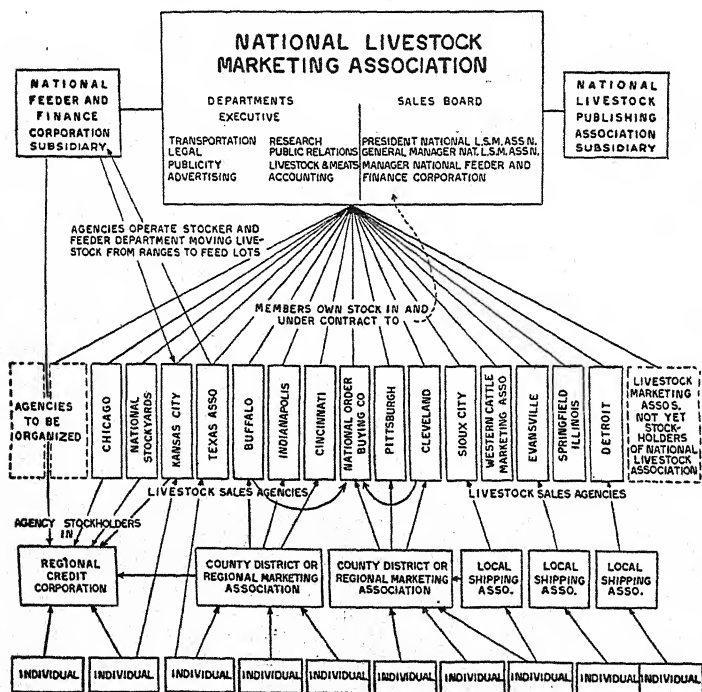 NATIONAL LIVESTOCK
MARKETING ASSOCIATION
DEPARTMENTS
EXECUTIVE
TRANSPORTATION
LEGAL
PUBLICITY
ADVERTISING
RESEARCH
PUBLIC RELATIONS
LIVESTOCK & MEATS
ACCOUNTING
SALES BOARD
PRESIDENT NATIONAL L.S.M. ASS'N.
GENERAL MANAGER NAT. L.S.M. ASS'N.
MANAGER NATIONAL FEEDER AND
FINANCE CORPORATION
NATIONAL
FEEDER AND
FINANCE
CORPORATION
SUBSIDIARY
NATIONAL
LIVESTOCK
PUBLISHING
ASSOCIATION
SUBSIDIARY
AGENCIES OPERATE STOCKER AND
FEEDER DEPARTMENT MOVING LIVE-
STOCK FROM RANGES TO FEED LOTS
MEMBERS OWN STOCK IN AND
UNDER CONTRACT TO
AGENCIES
TO BE
ORGANIZED
CHICAGO
NATIONAL
STOCKYARDS
KANSAS CITY
TEXAS ASSO
BUFFALO
INDIANAPOLIS
CINCINNATI
NATIONAL ORDER
BUYING CO
PITTSBURGH
CLEVELAND
SIOUX CITY
WESTERN CATTLE
MARKETING ASSO
EVANSVILLE
SPRINGFIELD
ILLINOIS
DETROIT
LIVESTOCK
MARKETING
ASSO'S.
NOT YET
STOCK-
HOLDERS
OF NATIONAL
LIVESTOCK
ASSOCIATION
LIVESTOCK SALES AGENCIES
LIVESTOCK SALES AGENCIES
AGENCY STOCKHOLDERS
IN
REGIONAL
CREDIT
CORPORATION
COUNTY DISTRICT OR
REGIONAL MARKETING
ASSOCIATION
COUNTY DISTRICT OR
REGIONAL MARKETING
ASSOCIATION
LOCAL
SHIPPING
ASSO.
LOCAL
SHIPPING
ASSO.
LOCAL
SHIPPING
ASSO.
INDIVIDUAL
INDIVIDUAL
INDIVIDUAL
INDIVIDUAL
INDIVIDUAL
INDIVIDUAL
INDIVIDUAL
INDIVIDUAL
INDIVIDUAL
INDIVIDUAL